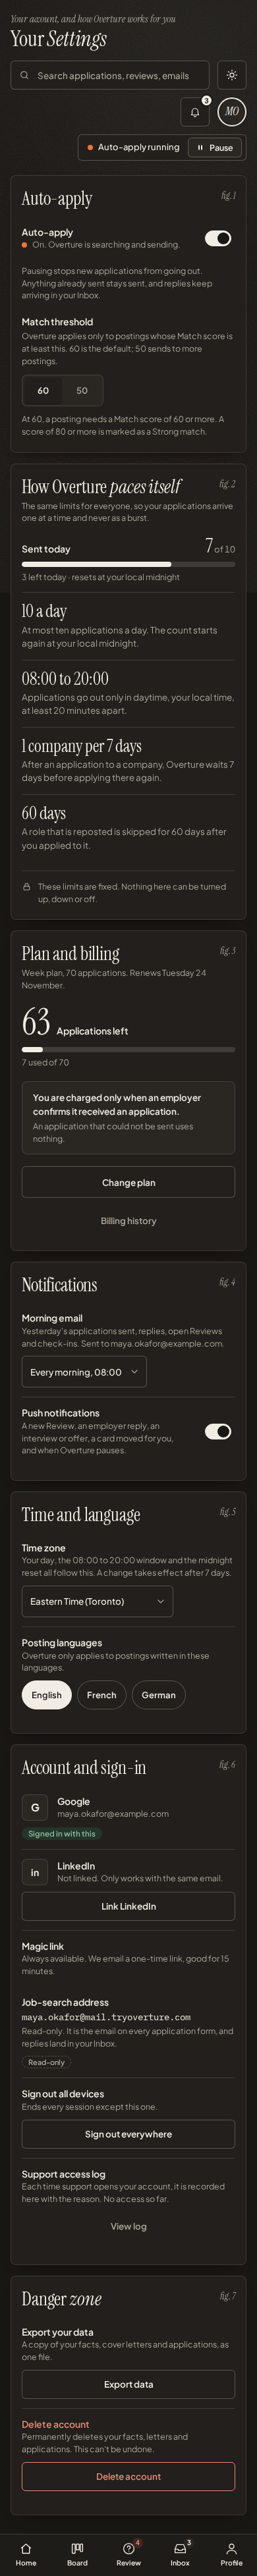 Your account, and how Overture works for you
Your Settings
Search applications, reviews, emails
3
MO
Auto-apply running
Pause
Auto-apply
fig. 1
Auto-apply
On. Overture is searching and sending.
Pausing stops new applications from going out.
Anything already sent stays sent, and replies keep
arriving in your Inbox.
Match threshold
Overture applies only to postings whose Match score is
at least this. 60 is the default; 50 sends to more
postings.
60
50
At 60, a posting needs a Match score of 60 or more. A
score of 80 or more is marked as a Strong match.
How Overture paces itself
fig. 2
The same limits for everyone, so your applications arrive
one at a time and never as a burst.
Sent today
7 of 10
3 left today · resets at your local midnight
10 a day
At most ten applications a day. The count starts
again at your local midnight.
08:00 to 20:00
Applications go out only in daytime, your local time,
at least 20 minutes apart.
1 company per 7 days
After an application to a company, Overture waits 7
days before applying there again.
60 days
A role that is reposted is skipped for 60 days after
you applied to it.
These limits are fixed. Nothing here can be turned
up, down or off.
Plan and billing
fig. 3
Week plan, 70 applications. Renews Tuesday 24
November.
63 Applications left
7 used of 70
You are charged only when an employer
confirms it received an application.
An application that could not be sent uses
nothing.
Change plan
Billing history
Notifications
fig. 4
Morning email
Yesterday's applications sent, replies, open Reviews
and check-ins. Sent to maya.okafor@example.com.
Every morning, 08:00
Push notifications
A new Review, an employer reply, an
interview or offer, a card moved for you,
and when Overture pauses.
Time and language
fig. 5
Time zone
Your day, the 08:00 to 20:00 window and the midnight
reset all follow this. A change takes effect after 7 days.
Eastern Time (Toronto)
Posting languages
Overture only applies to postings written in these
languages.
English
French
German
Account and sign-in
fig. 6
G
Google
maya.okafor@example.com
Signed in with this
in
LinkedIn
Not linked. Only works with the same email.
Link LinkedIn
Magic link
Always available. We email a one-time link, good for 15
minutes.
Job-search address
maya.okafor@mail.tryoverture.com
Read-only. It is the email on every application form, and
replies land in your Inbox.
Read-only
Sign out all devices
Ends every session except this one.
Sign out everywhere
Support access log
Each time support opens your account, it is recorded
here with the reason. No access so far.
View log
Danger zone
fig. 7
Export your data
A copy of your facts, cover letters and applications, as
one file.
Export data
Delete account
Permanently deletes your facts, letters and
applications. This can't be undone.
Delete account
4
3
Home
Board
Review
Inbox
Profile